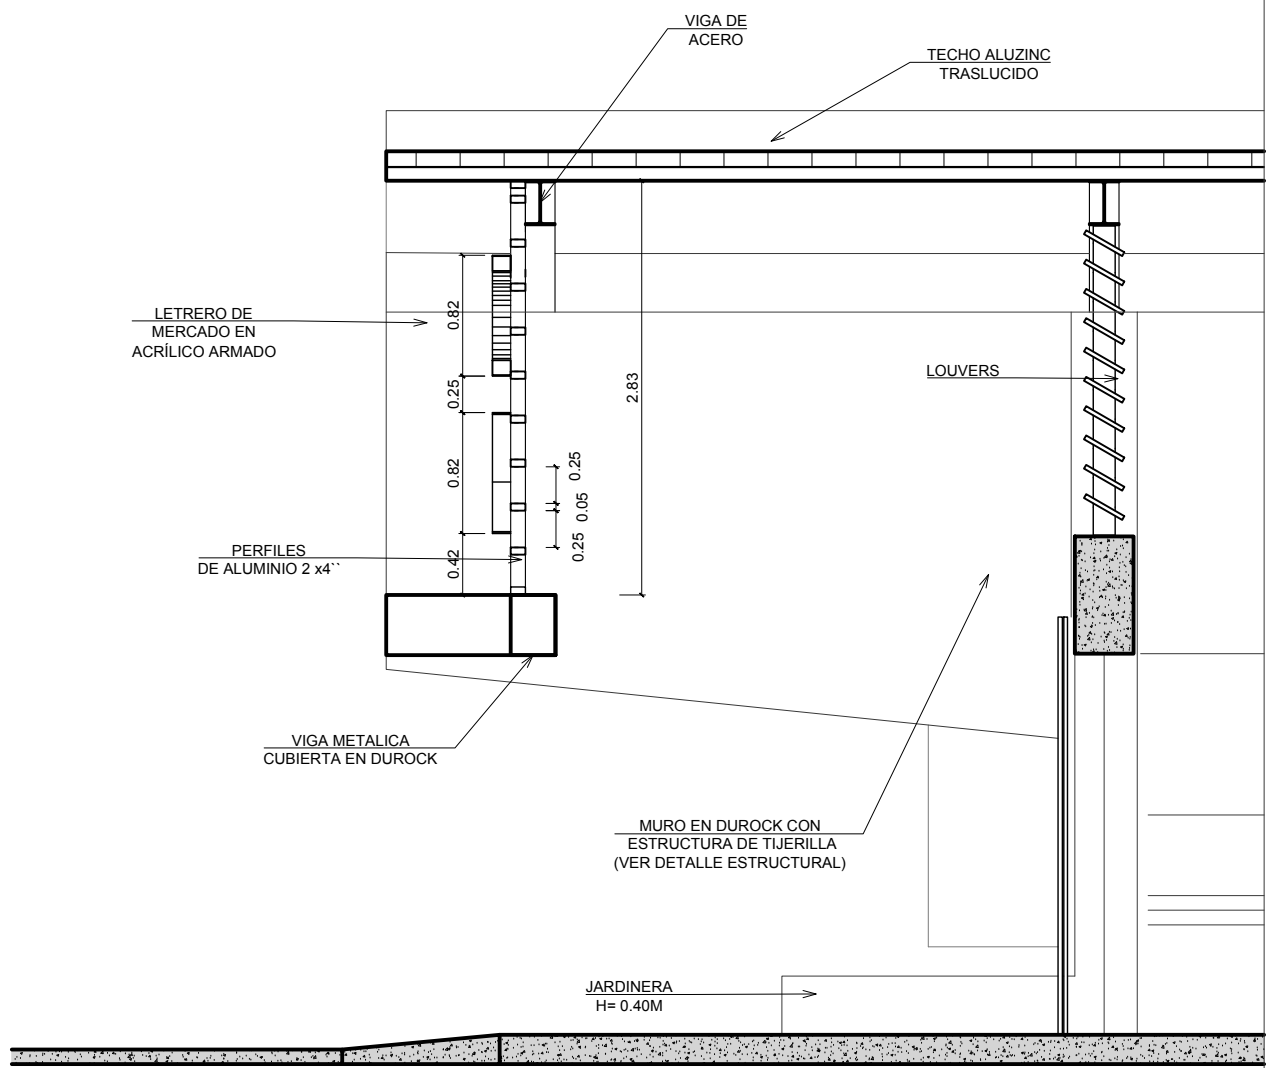 VIGA DE
ACERO
TECHO ALUZINC
TRASLUCIDO
LETRERO DE
MERCADO EN
ACRÍLICO ARMADO
0.82
0.25
0.82
0.42
2.83
0.25
0.05
0.25
LOUVERS
PERFILES
DE ALUMINIO 2 x4``
VIGA METALICA
CUBIERTA EN DUROCK
MURO EN DUROCK CON
ESTRUCTURA DE TIJERILLA
(VER DETALLE ESTRUCTURAL)
JARDINERA
H= 0.40M